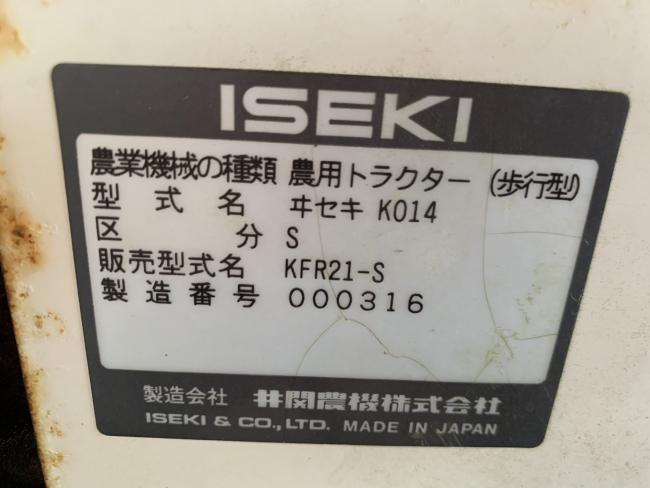 ISEKI
農業機械の種類 農用トラクター (歩行型)
型式名 ヰセキ K014
区分 S
販売型式名 KFR21-S
製造番号 000316
製造会社 井関農機株式会社
ISEKI & CO., LTD. MADE IN JAPAN